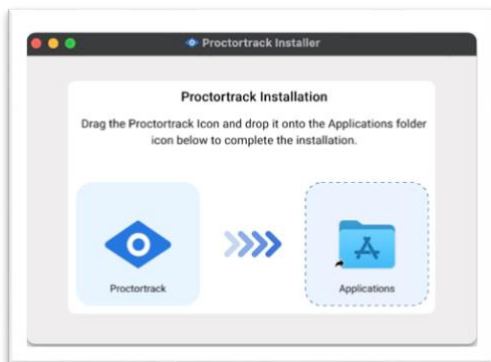 Proctortrack Installer
Proctortrack Installation
Drag the Proctortrack Icon and drop it onto the Applications folder
icon below to complete the installation.
Proctortrack
Applications